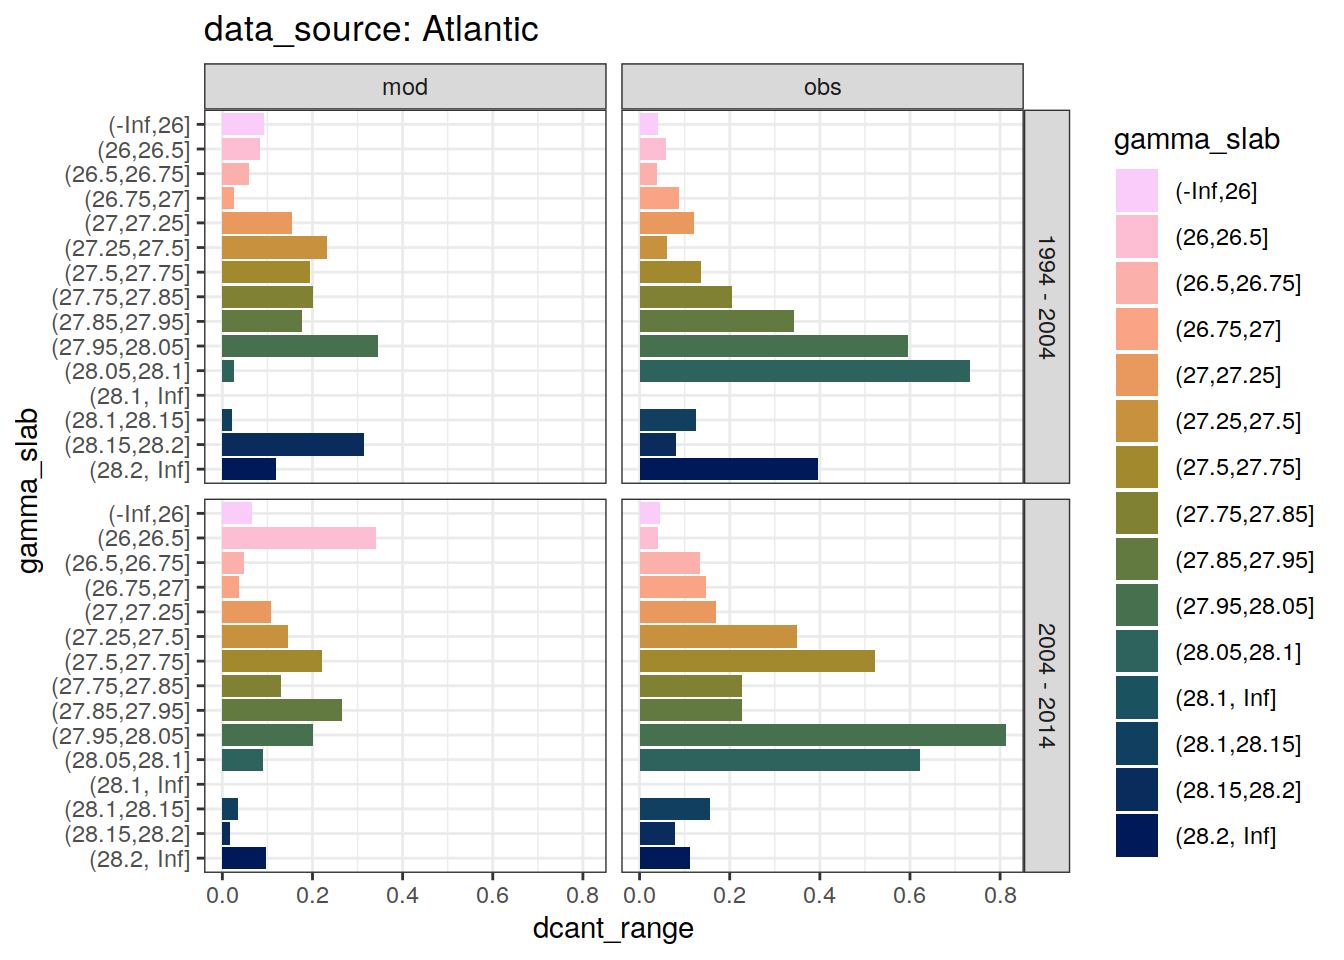 data_source: Atlantic
mod
obs
gamma_slab
(-Inf,26]
(26,26.5]
(26.5,26.75]
(26.75,27]
(27,27.25]
(27.25,27.5]
(27.5,27.75]
(27.75,27.85]
(27.85,27.95]
(27.95,28.05]
(28.05,28.1]
(28.1, Inf]
(28.1,28.15]
(28.15,28.2]
(28.2, Inf]
1994 - 2004
(-Inf,26]
(26,26.5]
(26.5,26.75]
(26.75,27]
(27,27.25]
(27.25,27.5]
(27.5,27.75]
(27.75,27.85]
(27.85,27.95]
(27.95,28.05]
(28.05,28.1]
(28.1, Inf]
(28.1,28.15]
(28.15,28.2]
(28.2, Inf]
2004 - 2014
0.0 0.2 0.4 0.6 0.8
0.0 0.2 0.4 0.6 0.8
dcant_range
gamma_slab
(-Inf,26]
(26,26.5]
(26.5,26.75]
(26.75,27]
(27,27.25]
(27.25,27.5]
(27.5,27.75]
(27.75,27.85]
(27.85,27.95]
(27.95,28.05]
(28.05,28.1]
(28.1, Inf]
(28.1,28.15]
(28.15,28.2]
(28.2, Inf]